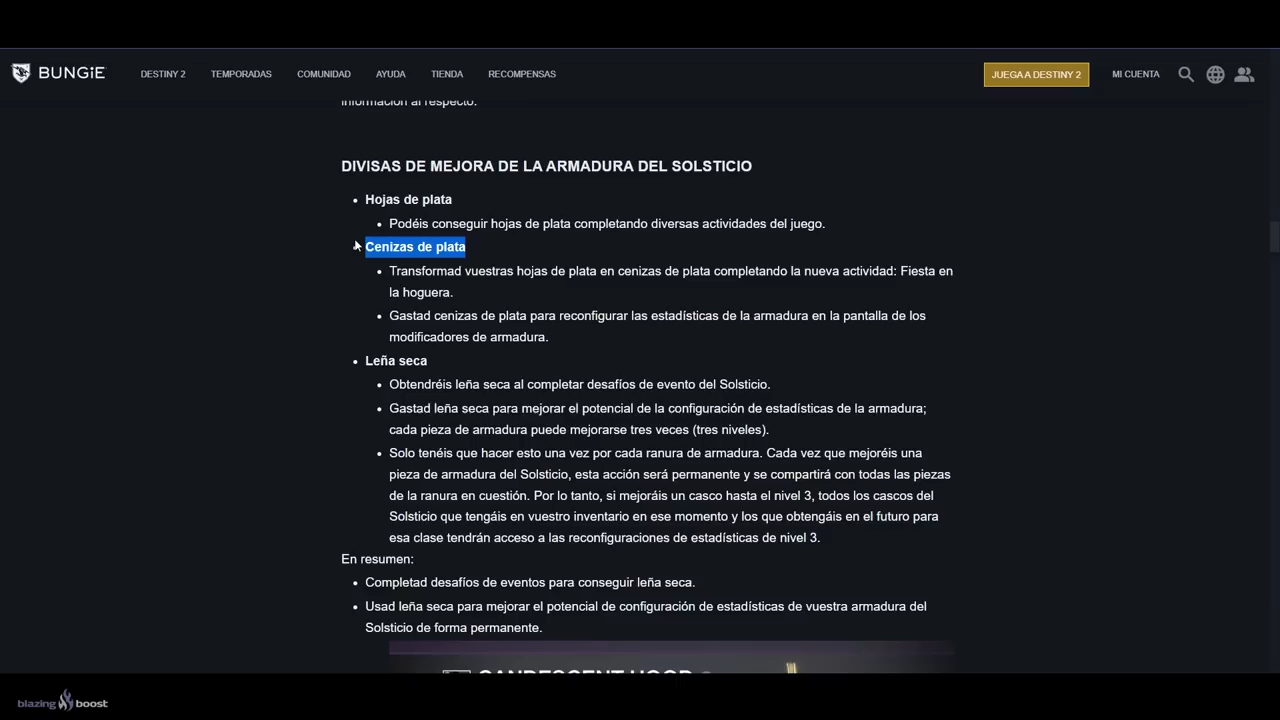 BUNGiE
DESTINY 2
TEMPORADAS
COMUNIDAD
AYUDA
TIENDA
RECOMPENSAS
JUEGA A DESTINY 2
MI CUENTA
información al respecto.
DIVISAS DE MEJORA DE LA ARMADURA DEL SOLSTICIO
Hojas de plata
Podéis conseguir hojas de plata completando diversas actividades del juego.
Cenizas de plata
Transformad vuestras hojas de plata en cenizas de plata completando la nueva actividad: Fiesta en
la hoguera.
Gastad cenizas de plata para reconfigurar las estadísticas de la armadura en la pantalla de los
modificadores de armadura.
Leña seca
Obtendréis leña seca al completar desafíos de evento del Solsticio.
Gastad leña seca para mejorar el potencial de la configuración de estadísticas de la armadura;
cada pieza de armadura puede mejorarse tres veces (tres niveles).
Solo tenéis que hacer esto una vez por cada ranura de armadura. Cada vez que mejoréis una
pieza de armadura del Solsticio, esta acción será permanente y se compartirá con todas las piezas
de la ranura en cuestión. Por lo tanto, si mejoráis un casco hasta el nivel 3, todos los cascos del
Solsticio que tengáis en vuestro inventario en ese momento y los que obtengáis en el futuro para
esa clase tendrán acceso a las reconfiguraciones de estadísticas de nivel 3.
En resumen:
Completad desafíos de eventos para conseguir leña seca.
Usad leña seca para mejorar el potencial de configuración de estadísticas de vuestra armadura del
Solsticio de forma permanente.
CANDESCENT HOOD
blazing boost